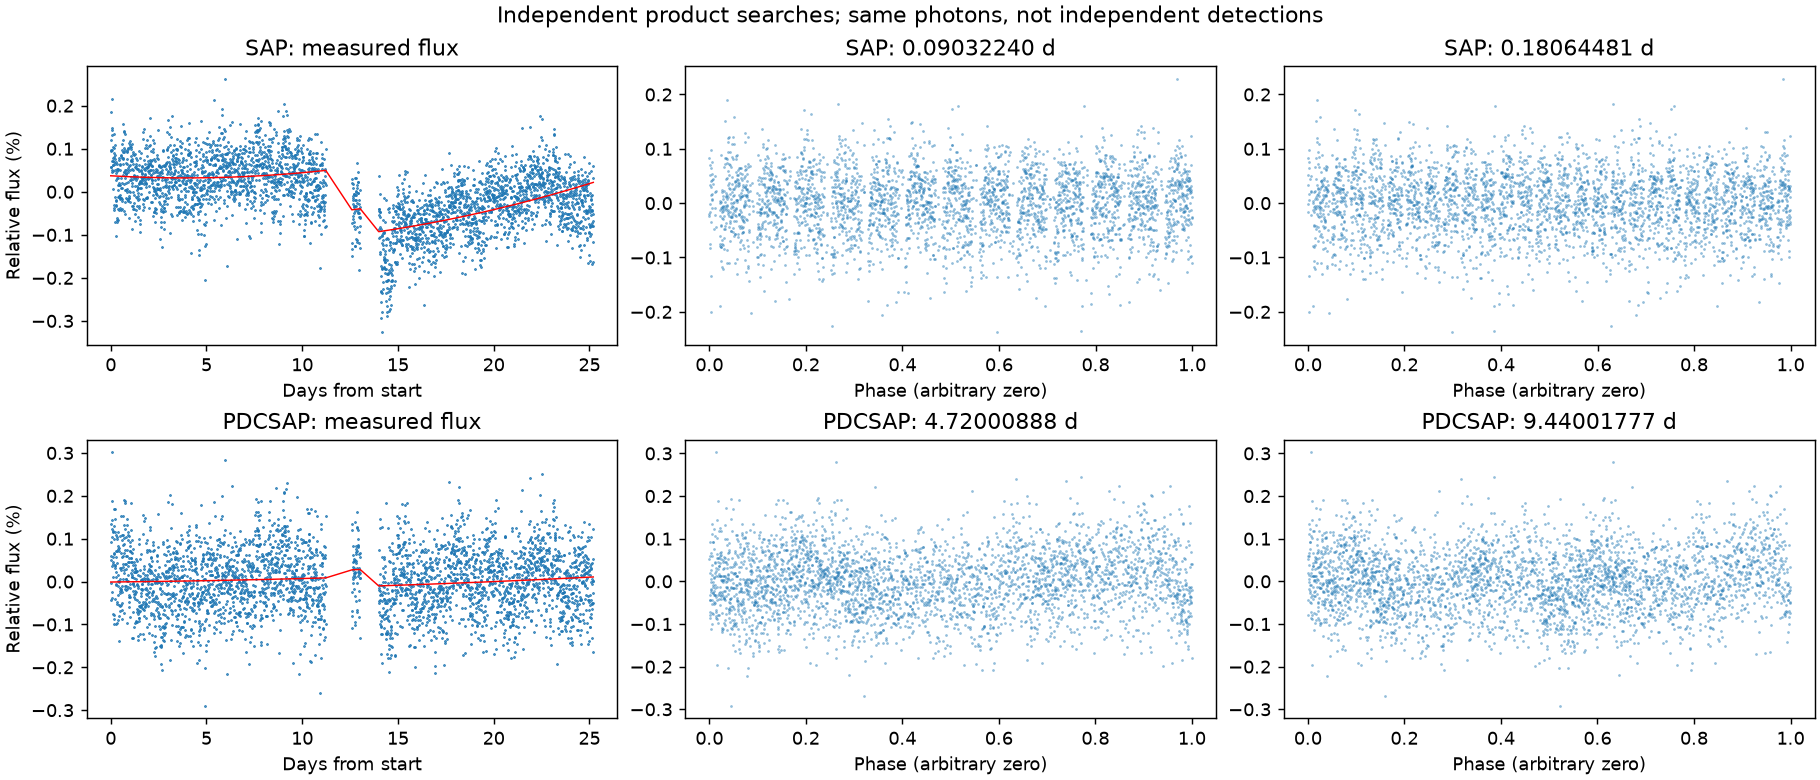 Independent product searches; same photons, not independent detections
SAP: measured flux
Relative flux (%)
0.2
0.1
0.0
−0.1
−0.2
−0.3
0 5 10 15 20 25
Days from start
SAP: 0.09032240 d
0.2
0.1
0.0
−0.1
−0.2
0.0 0.2 0.4 0.6 0.8 1.0
Phase (arbitrary zero)
SAP: 0.18064481 d
0.2
0.1
0.0
−0.1
−0.2
0.0 0.2 0.4 0.6 0.8 1.0
Phase (arbitrary zero)
PDCSAP: measured flux
Relative flux (%)
0.3
0.2
0.1
0.0
−0.1
−0.2
−0.3
0 5 10 15 20 25
Days from start
PDCSAP: 4.72000888 d
0.3
0.2
0.1
0.0
−0.1
−0.2
−0.3
0.0 0.2 0.4 0.6 0.8 1.0
Phase (arbitrary zero)
PDCSAP: 9.44001777 d
0.3
0.2
0.1
0.0
−0.1
−0.2
−0.3
0.0 0.2 0.4 0.6 0.8 1.0
Phase (arbitrary zero)